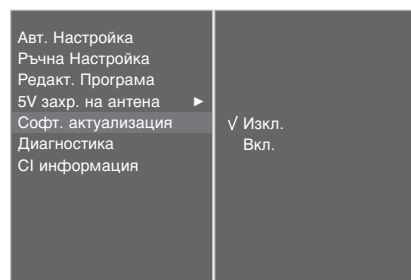 Авт. Настройка
Ръчна Настройка
Редакт. Програма
5V захр. на антена ►
Софт. актуализация
Диагностика
CI информация
√ Изкл.
Вкл.